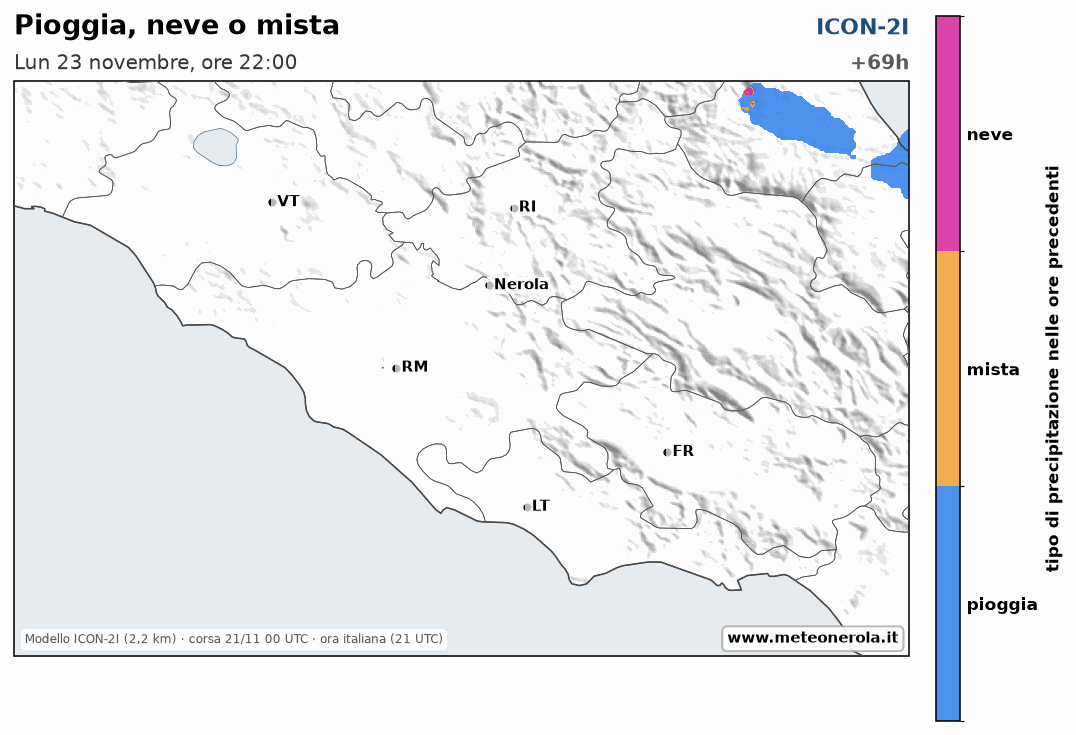 Pioggia, neve o mista
ICON-2I
Lun 23 novembre, ore 22:00
+69h
neve
VT
RI
Nerola
mista
RM
FR
LT
pioggia
tipo di precipitazione nelle ore precedenti
Modello ICON-2I (2,2 km) · corsa 21/11 00 UTC · ora italiana (21 UTC)
www.meteonerola.it